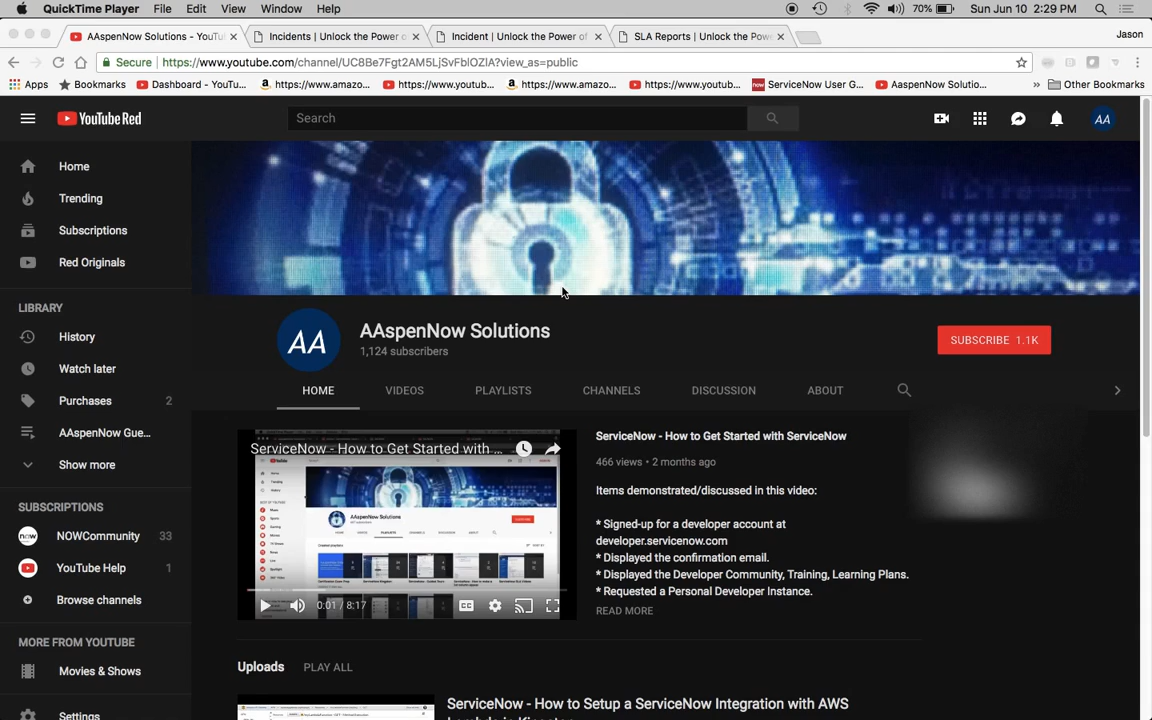 QuickTime Player File Edit View Window Help 70% Sun Jun 10 2:29 PM
AAspenNow Solutions - YouTu Incidents | Unlock the Power o Incident | Unlock the Power of SLA Reports | Unlock the Powe Jason
Secure https://www.youtube.com/channel/UC8Be7Fgt2AM5LjSvFblOZlA?view_as=public
Apps Bookmarks Dashboard - YouTu... https://www.amazo... https://www.youtub... https://www.amazo... https://www.youtub... ServiceNow User G... AaspenNow Solutio... » Other Bookmarks
YouTube Red Search AA
Home
Trending
Subscriptions
Red Originals
LIBRARY
History
Watch later
Purchases 2
AAspenNow Gue...
Show more
SUBSCRIPTIONS
NOWCommunity 33
YouTube Help 1
Browse channels
MORE FROM YOUTUBE
Movies & Shows
Settings
AA
AAspenNow Solutions
1,124 subscribers
SUBSCRIBE 1.1K
HOME VIDEOS PLAYLISTS CHANNELS DISCUSSION ABOUT
ServiceNow - How to Get Started with ...
AAspenNow Solutions
0:01 / 8:17
ServiceNow - How to Get Started with ServiceNow
466 views • 2 months ago
Items demonstrated/discussed in this video:
* Signed-up for a developer account at
developer.servicenow.com
* Displayed the confirmation email.
* Displayed the Developer Community, Training, Learning Plans.
* Requested a Personal Developer Instance.
READ MORE
Uploads PLAY ALL
ServiceNow - How to Setup a ServiceNow Integration with AWS
Lambda in Kingston